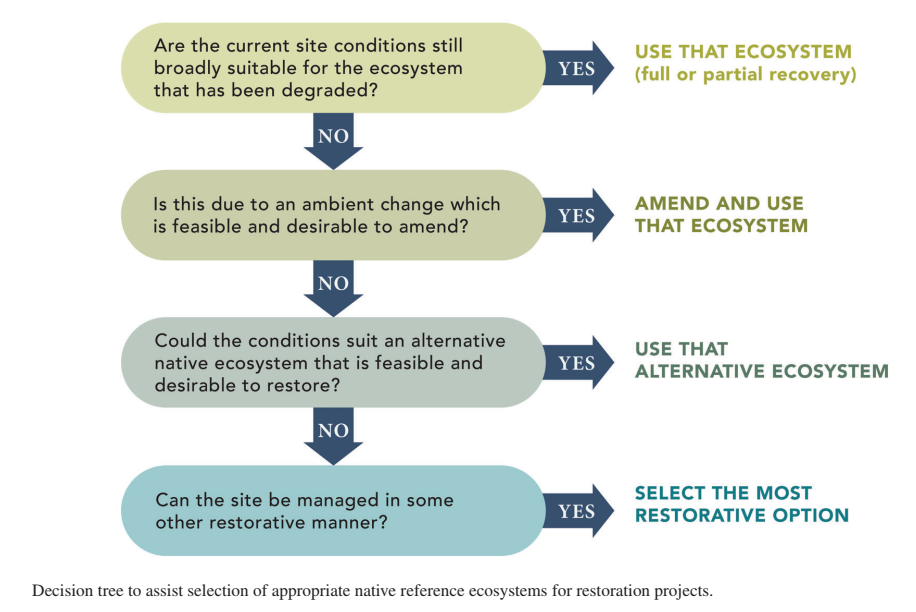 Are the current site conditions still
broadly suitable for the ecosystem
that has been degraded?
YES
USE THAT ECOSYSTEM
(full or partial recovery)
NO
Is this due to an ambient change which
is feasible and desirable to amend?
YES
AMEND AND USE
THAT ECOSYSTEM
NO
Could the conditions suit an alternative
native ecosystem that is feasible and
desirable to restore?
YES
USE THAT
ALTERNATIVE ECOSYSTEM
NO
Can the site be managed in some
other restorative manner?
YES
SELECT THE MOST
RESTORATIVE OPTION
Decision tree to assist selection of appropriate native reference ecosystems for restoration projects.